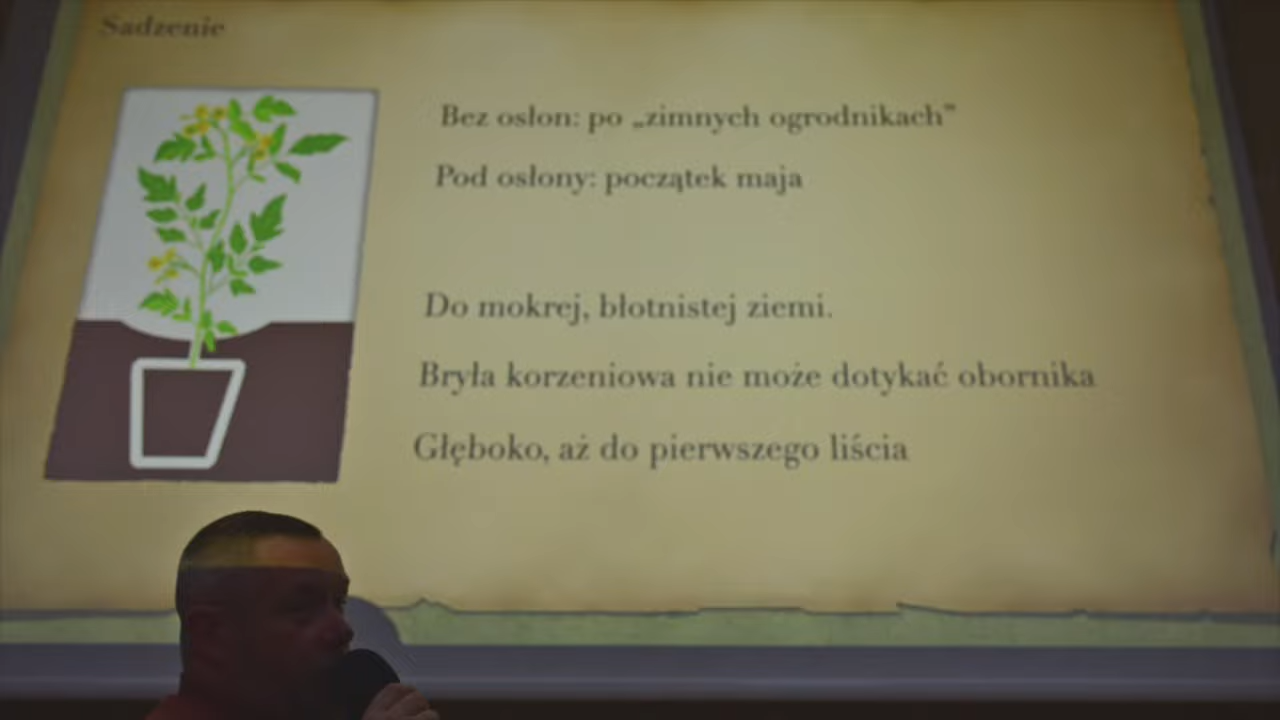 Sadzenie
Bez osłon: po „zimnych ogrodnikach”
Pod osłony: początek maja
Do mokrej, błotnistej ziemi.
Bryła korzeniowa nie może dotykać obornika
Głęboko, aż do pierwszego liścia